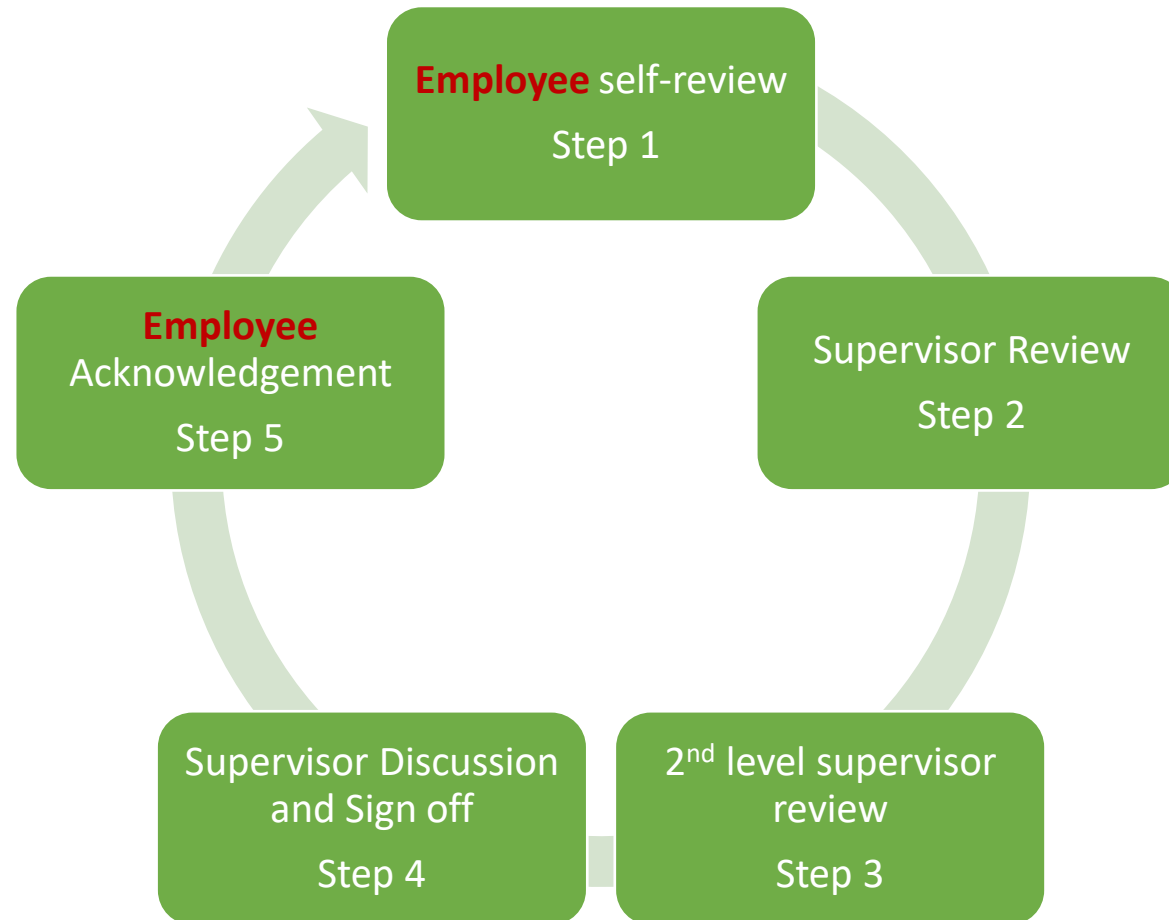 Employee self-review
Step 1
Supervisor Review
Step 2
2nd level supervisor
review
Step 3
Supervisor Discussion
and Sign off
Step 4
Employee
Acknowledgement
Step 5